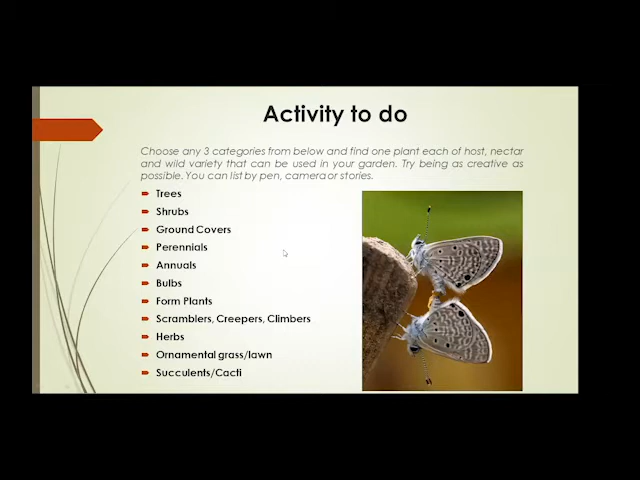 Activity to do
Choose any 3 categories from below and find one plant each of host, nectar
and wild variety that can be used in your garden. Try being as creative as
possible. You can list by pen, camera or stories.
Trees
Shrubs
Ground Covers
Perennials
Annuals
Bulbs
Form Plants
Scramblers, Creepers, Climbers
Herbs
Ornamental grass/lawn
Succulents/Cacti